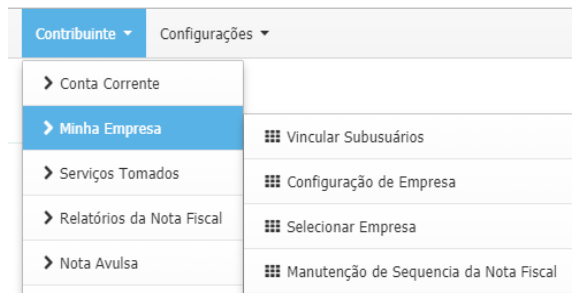 Contribuinte Configurações
Conta Corrente
Minha Empresa
Vincular Subusuários
Serviços Tomados
Configuração de Empresa
Relatórios da Nota Fiscal
Selecionar Empresa
Nota Avulsa
Manutenção de Sequencia da Nota Fiscal